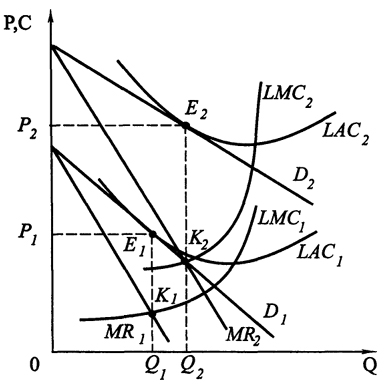 P,C
LMC₂
E₂
P₂
LAC₂
D₂
LMC₁
P₁
E₁
K₂
LAC₁
K₁
D₁
MR₁
MR₂
0
Q₁
Q₂
Q